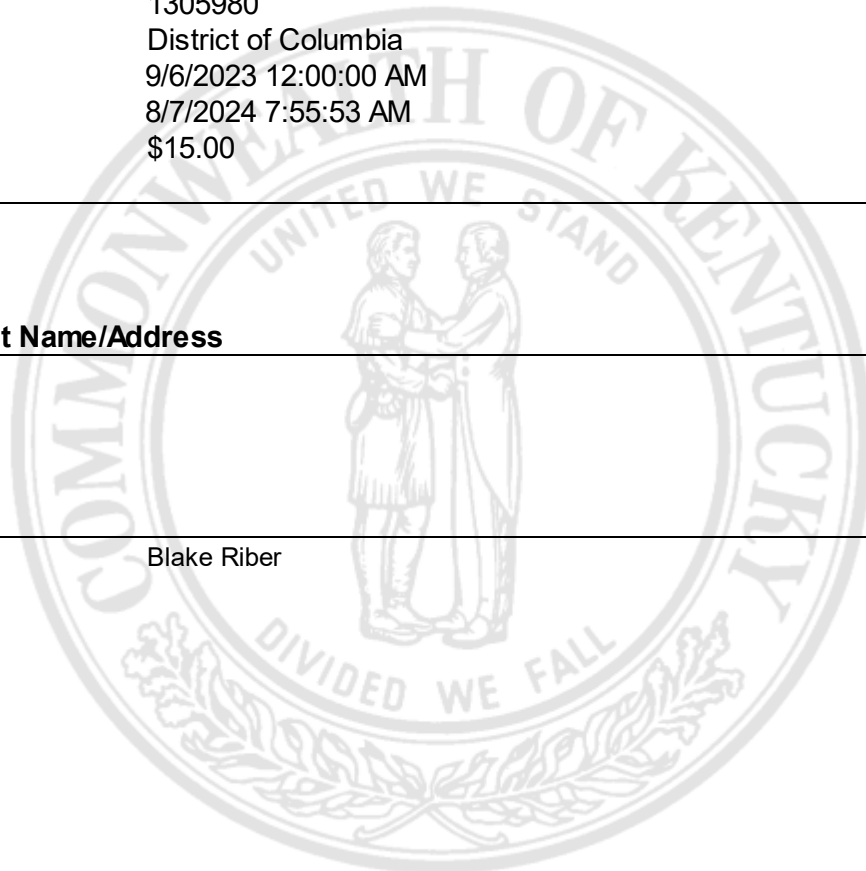 1305980
District of Columbia
9/6/2023 12:00:00 AM
8/7/2024 7:55:53 AM
$15.00
COMMONWEALTH OF KENTUCKY
UNITED WE STAND
t Name/Address
Blake Riber
DIVIDED WE FALL